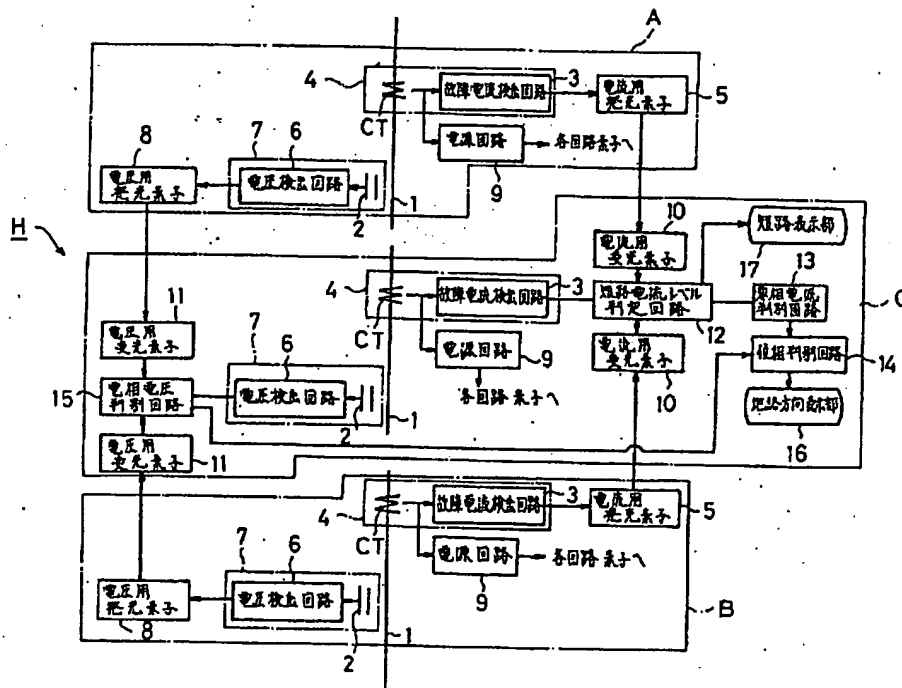 A
4
3
故障電流検出回路
電流用
発光素子
5
CT
8
7
6
電源回路
各回路素子へ
電圧用
発光素子
電圧検出回路
9
2
1
H
10
電流用
受光素子
短絡表示部
17
13
11
4
3
故障電流検出回路
短絡電流レベル
判定回路
零相電流
判別回路
C
CT
12
電圧用
受光素子
7
6
電源回路
9
電流用
受光素子
10
位相判別回路
14
15
零相電圧
判別回路
電圧検出回路
各回路素子へ
地絡方向表示部
16
電圧用
受光素子
11
2
1
4
3
故障電流検出回路
電流用
発光素子
5
CT
7
6
電源回路
各回路素子へ
電圧用
発光素子
電圧検出回路
9
B
8
2
1